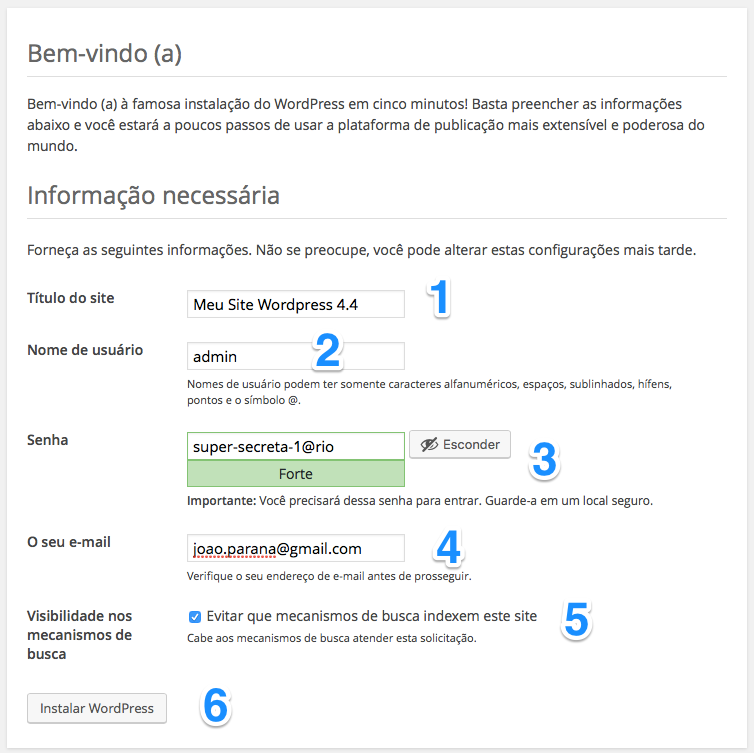 Bem-vindo (a)
Bem-vindo (a) à famosa instalação do WordPress em cinco minutos! Basta preencher as informações
abaixo e você estará a poucos passos de usar a plataforma de publicação mais extensível e poderosa do
mundo.
Informação necessária
Forneça as seguintes informações. Não se preocupe, você pode alterar estas configurações mais tarde.
Título do site
Meu Site Wordpress 4.4
1
Nome de usuário
admin
2
Nomes de usuário podem ter somente caracteres alfanuméricos, espaços, sublinhados, hífens,
pontos e o símbolo @.
Senha
super-secreta-1@rio
Esconder
3
Forte
Importante: Você precisará dessa senha para entrar. Guarde-a em um local seguro.
O seu e-mail
joao.parana@gmail.com
4
Verifique o seu endereço de e-mail antes de prosseguir.
Visibilidade nos
mecanismos de
busca
Evitar que mecanismos de busca indexem este site
5
Cabe aos mecanismos de busca atender esta solicitação.
Instalar WordPress
6